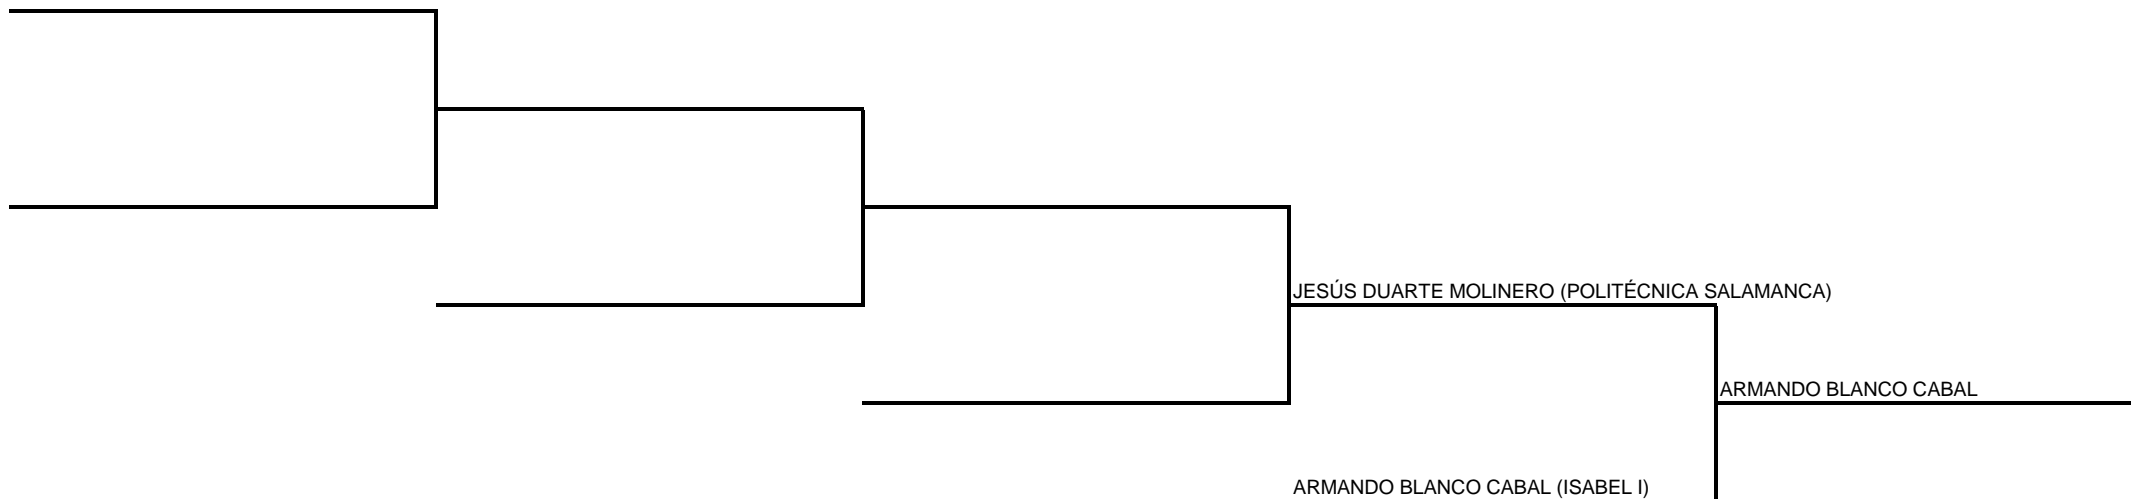 JESÚS DUARTE MOLINERO (POLITÉCNICA SALAMANCA)
ARMANDO BLANCO CABAL
ARMANDO BLANCO CABAL (ISABEL I)